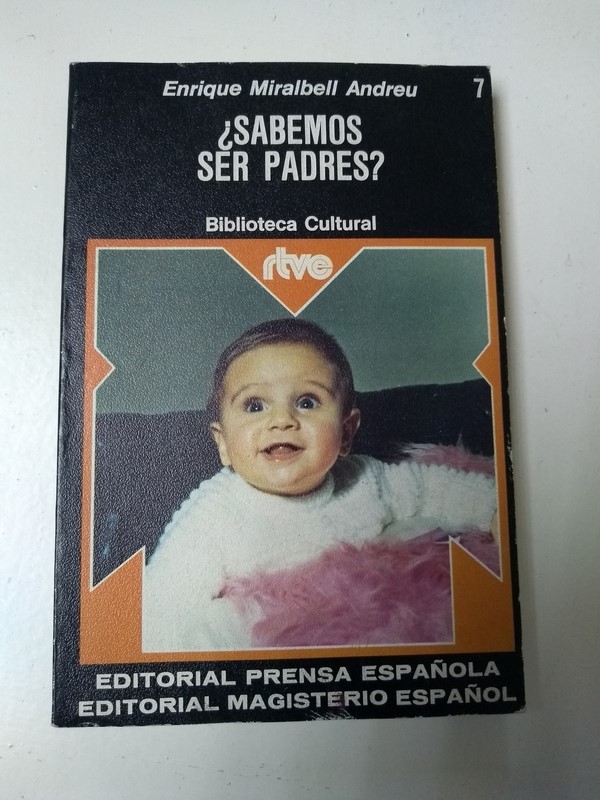 Enrique Miralbell Andreu
7
¿SABEMOS
SER PADRES?
Biblioteca Cultural
rtve
EDITORIAL PRENSA ESPAÑOLA
EDITORIAL MAGISTERIO ESPAÑOL